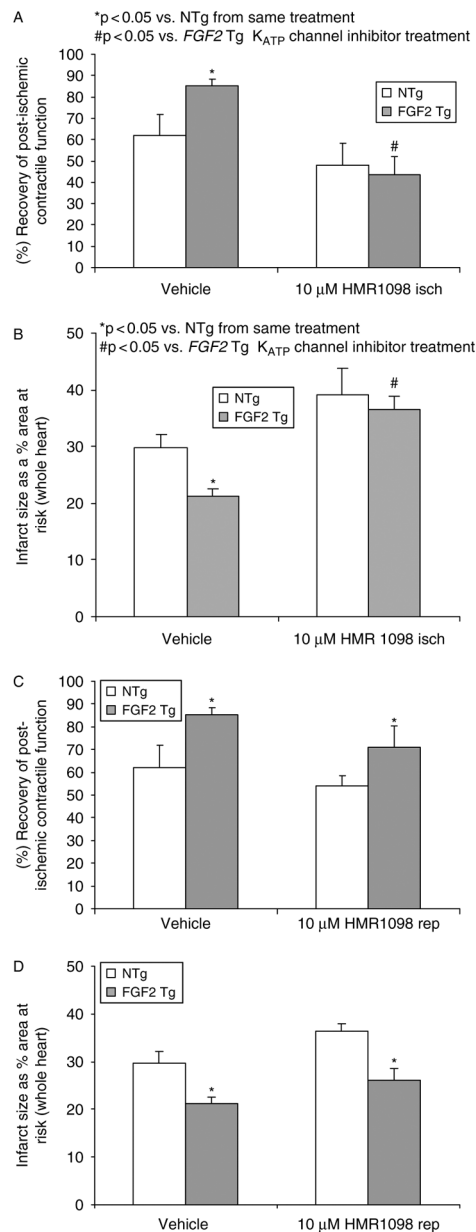 A
*p<0.05 vs. NTg from same treatment
#p<0.05 vs. FGF2 Tg KATP channel inhibitor treatment
(%) Recovery of post-ischemic
contractile function
100
90
80
70
60
50
40
30
20
10
0
*
#
NTg
FGF2 Tg
Vehicle
10 µM HMR1098 isch
B
*p<0.05 vs. NTg from same treatment
#p<0.05 vs. FGF2 Tg KATP channel inhibitor treatment
Infarct size as a % area at
risk (whole heart)
50
40
30
20
10
0
NTg
FGF2 Tg
*
#
Vehicle
10 µM HMR 1098 isch
C
(%) Recovery of post-
ischemic contractile function
100
90
80
70
60
50
40
30
20
10
0
NTg
FGF2 Tg
*
*
Vehicle
10 µM HMR1098 rep
D
Infarct size as % area at
risk (whole heart)
50
40
30
20
10
0
NTg
FGF2 Tg
*
*
Vehicle
10 µM HMR1098 rep